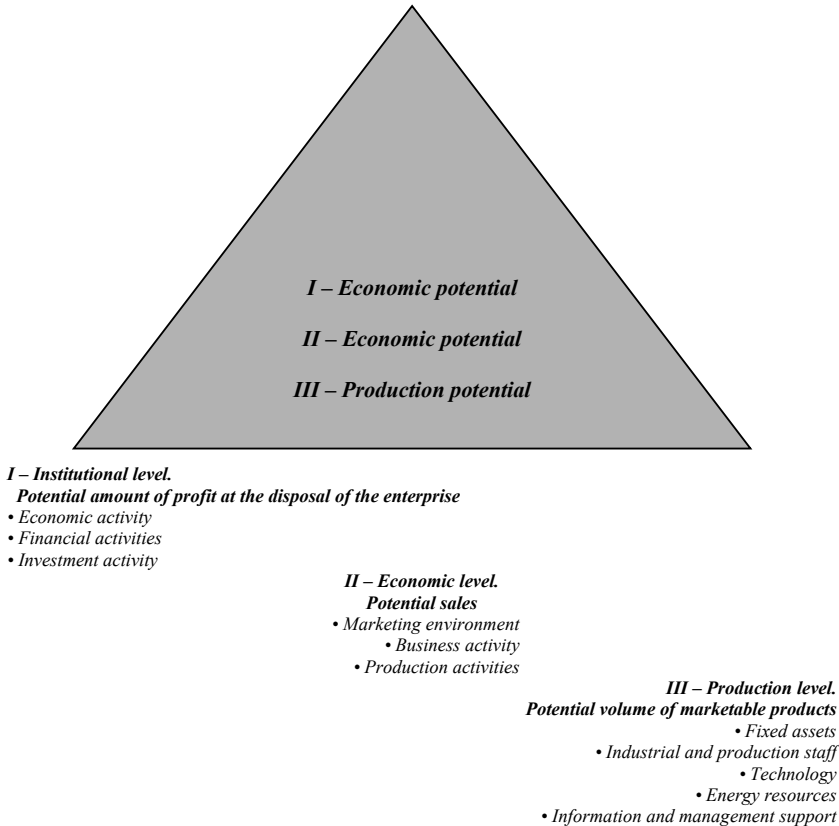 I – Economic potential
II – Economic potential
III – Production potential
I – Institutional level.
Potential amount of profit at the disposal of the enterprise
• Economic activity
• Financial activities
• Investment activity
II – Economic level.
Potential sales
• Marketing environment
• Business activity
• Production activities
III – Production level.
Potential volume of marketable products
• Fixed assets
• Industrial and production staff
• Technology
• Energy resources
• Information and management support